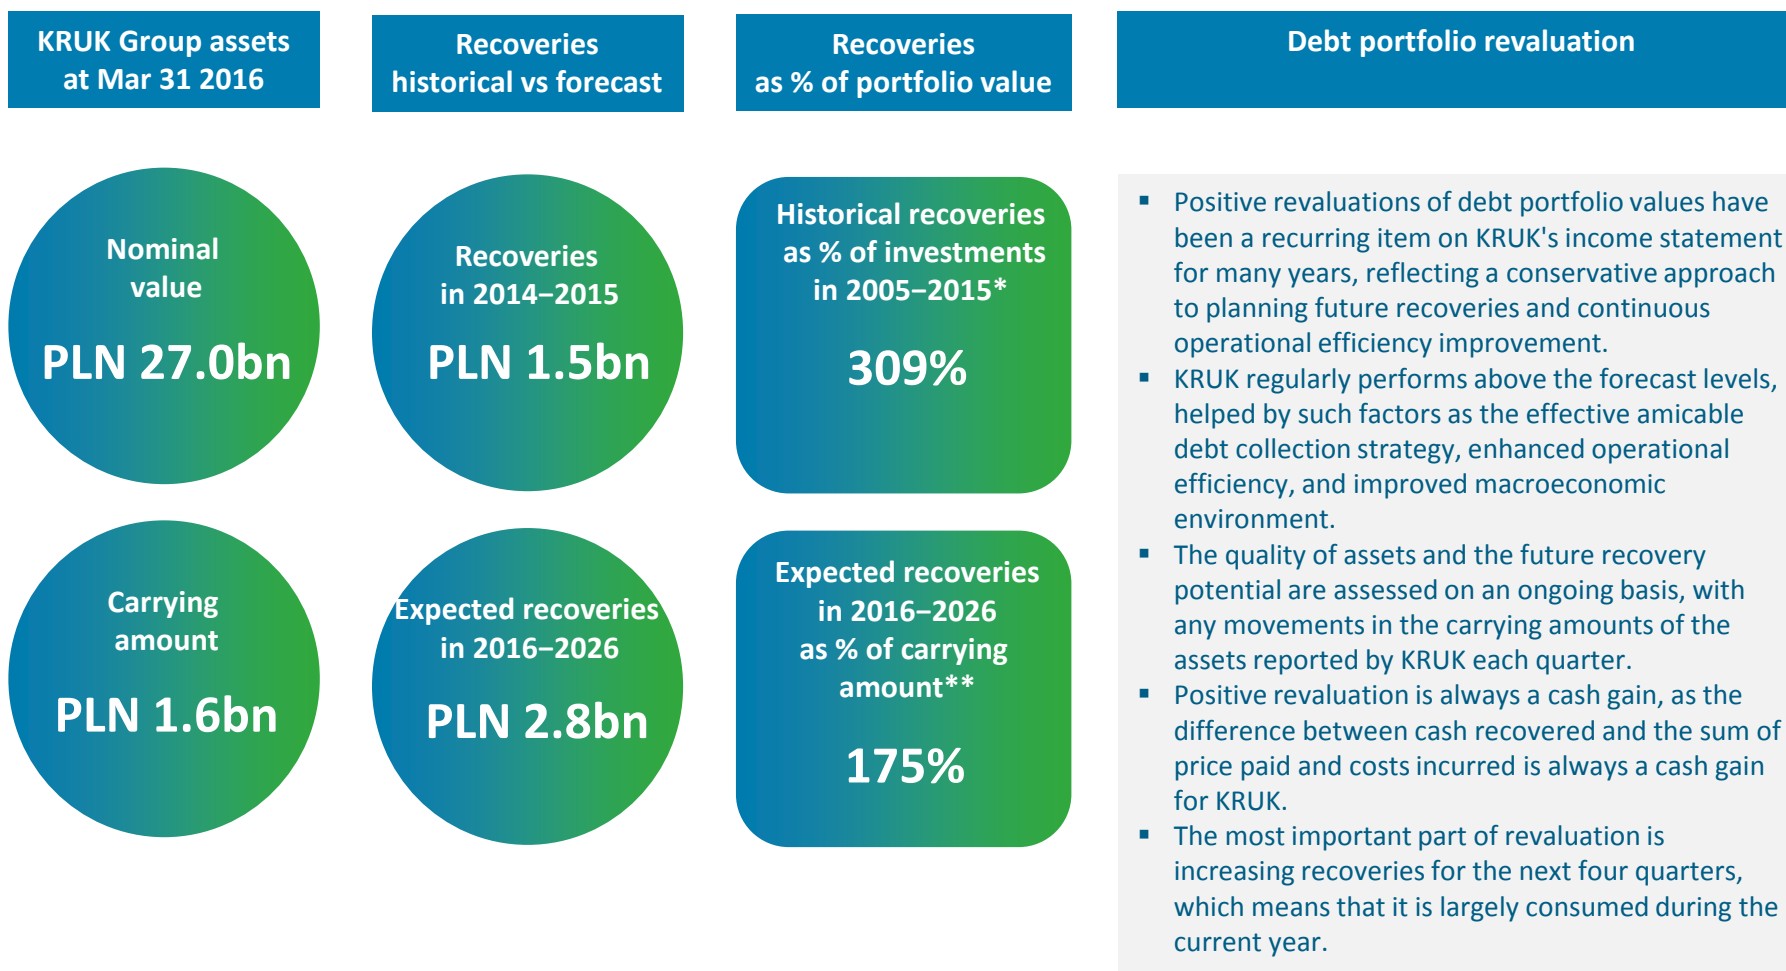 KRUK Group assets
at Mar 31 2016
Recoveries
historical vs forecast
Recoveries
as % of portfolio value
Debt portfolio revaluation
Nominal
value
PLN 27.0bn
Recoveries
in 2014–2015
PLN 1.5bn
Historical recoveries
as % of investments
in 2005–2015*
309%
Carrying
amount
PLN 1.6bn
Expected recoveries
in 2016–2026
PLN 2.8bn
Expected recoveries
in 2016–2026
as % of carrying
amount**
175%
▪ Positive revaluations of debt portfolio values have
been a recurring item on KRUK's income statement
for many years, reflecting a conservative approach
to planning future recoveries and continuous
operational efficiency improvement.
▪ KRUK regularly performs above the forecast levels,
helped by such factors as the effective amicable
debt collection strategy, enhanced operational
efficiency, and improved macroeconomic
environment.
▪ The quality of assets and the future recovery
potential are assessed on an ongoing basis, with
any movements in the carrying amounts of the
assets reported by KRUK each quarter.
▪ Positive revaluation is always a cash gain, as the
difference between cash recovered and the sum of
price paid and costs incurred is always a cash gain
for KRUK.
▪ The most important part of revaluation is
increasing recoveries for the next four quarters,
which means that it is largely consumed during the
current year.